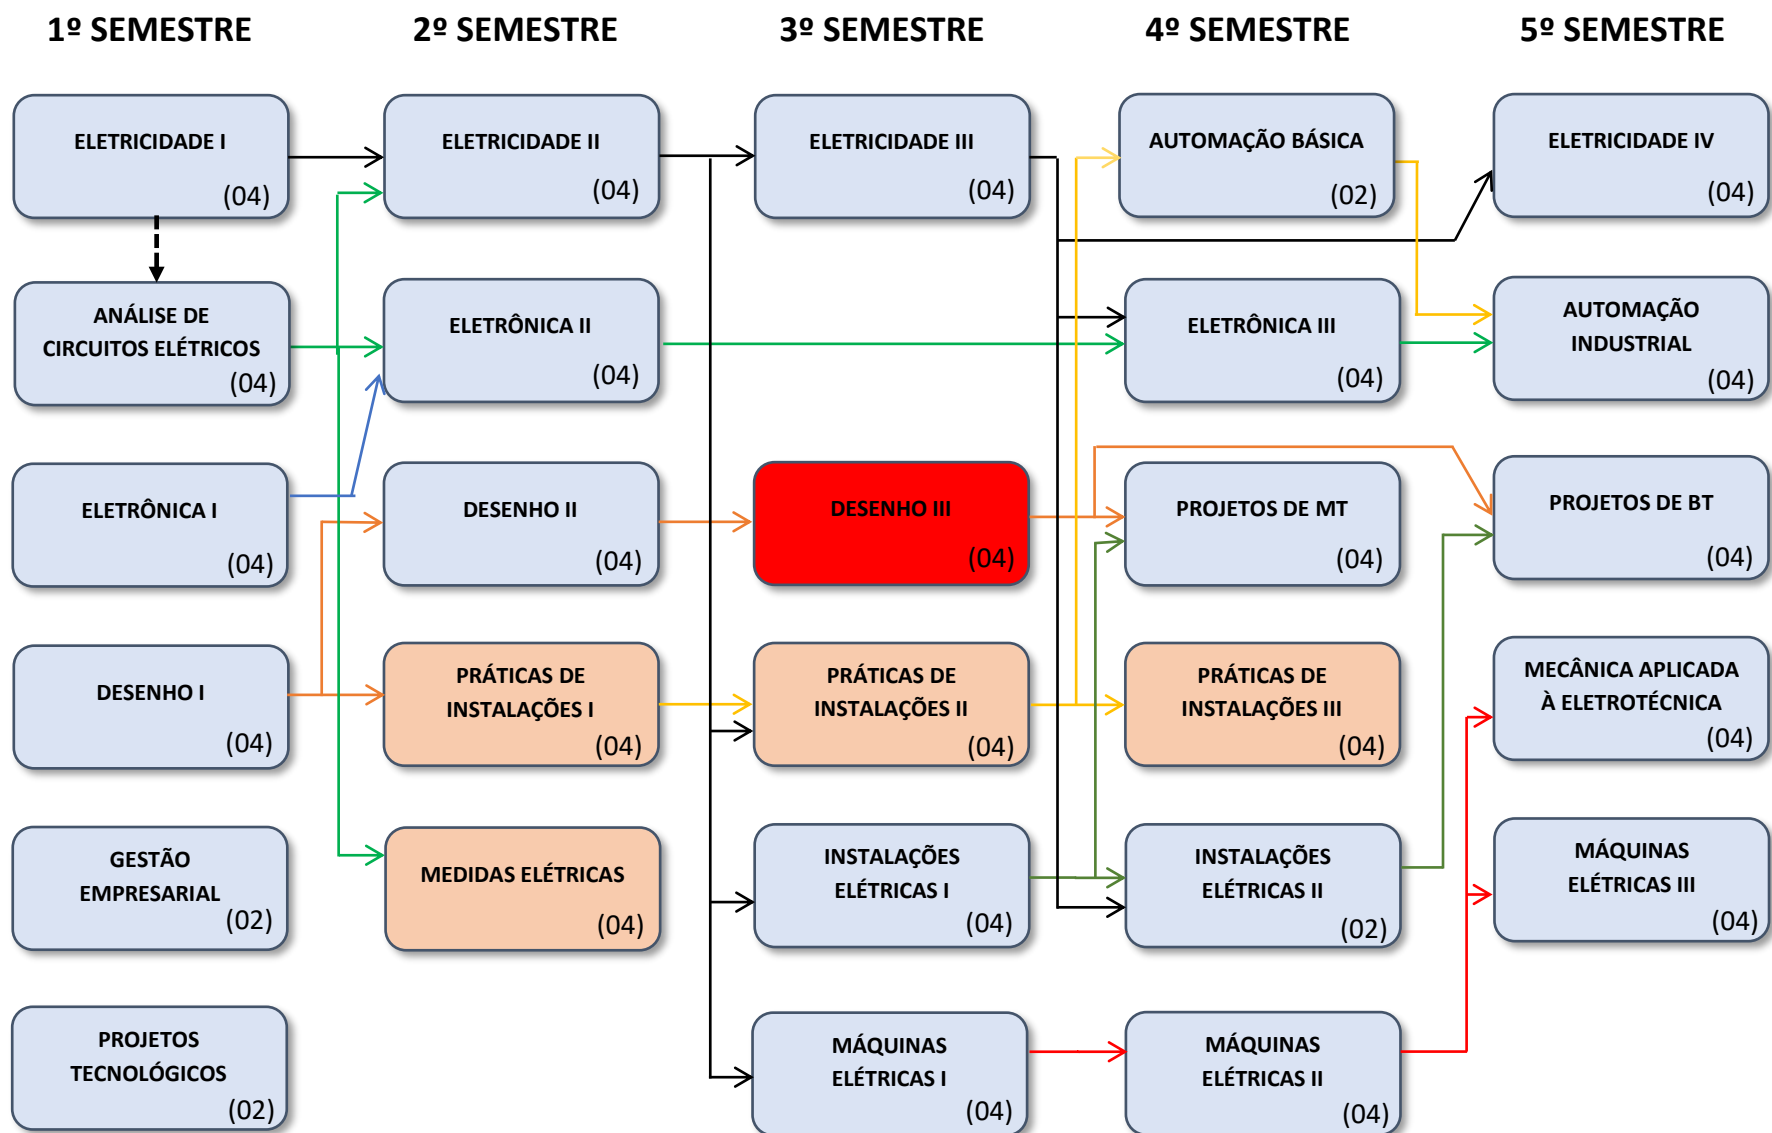 1º SEMESTRE
2º SEMESTRE
3º SEMESTRE
4º SEMESTRE
5º SEMESTRE
ELETRICIDADE I
(04)
ELETRICIDADE II
(04)
ELETRICIDADE III
(04)
AUTOMAÇÃO BÁSICA
(02)
ELETRICIDADE IV
(04)
ANÁLISE DE
CIRCUITOS ELÉTRICOS
(04)
ELETRÔNICA II
(04)
ELETRÔNICA III
(04)
AUTOMAÇÃO
INDUSTRIAL
(04)
ELETRÔNICA I
(04)
DESENHO II
(04)
DESENHO III
(04)
PROJETOS DE MT
(04)
PROJETOS DE BT
(04)
DESENHO I
(04)
PRÁTICAS DE
INSTALAÇÕES I
(04)
PRÁTICAS DE
INSTALAÇÕES II
(04)
PRÁTICAS DE
INSTALAÇÕES III
(04)
MECÂNICA APLICADA
À ELETROTÉCNICA
(04)
GESTÃO
EMPRESARIAL
(02)
MEDIDAS ELÉTRICAS
(04)
INSTALAÇÕES
ELÉTRICAS I
(04)
INSTALAÇÕES
ELÉTRICAS II
(02)
MÁQUINAS
ELÉTRICAS III
(04)
PROJETOS
TECNOLÓGICOS
(02)
MÁQUINAS
ELÉTRICAS I
(04)
MÁQUINAS
ELÉTRICAS II
(04)